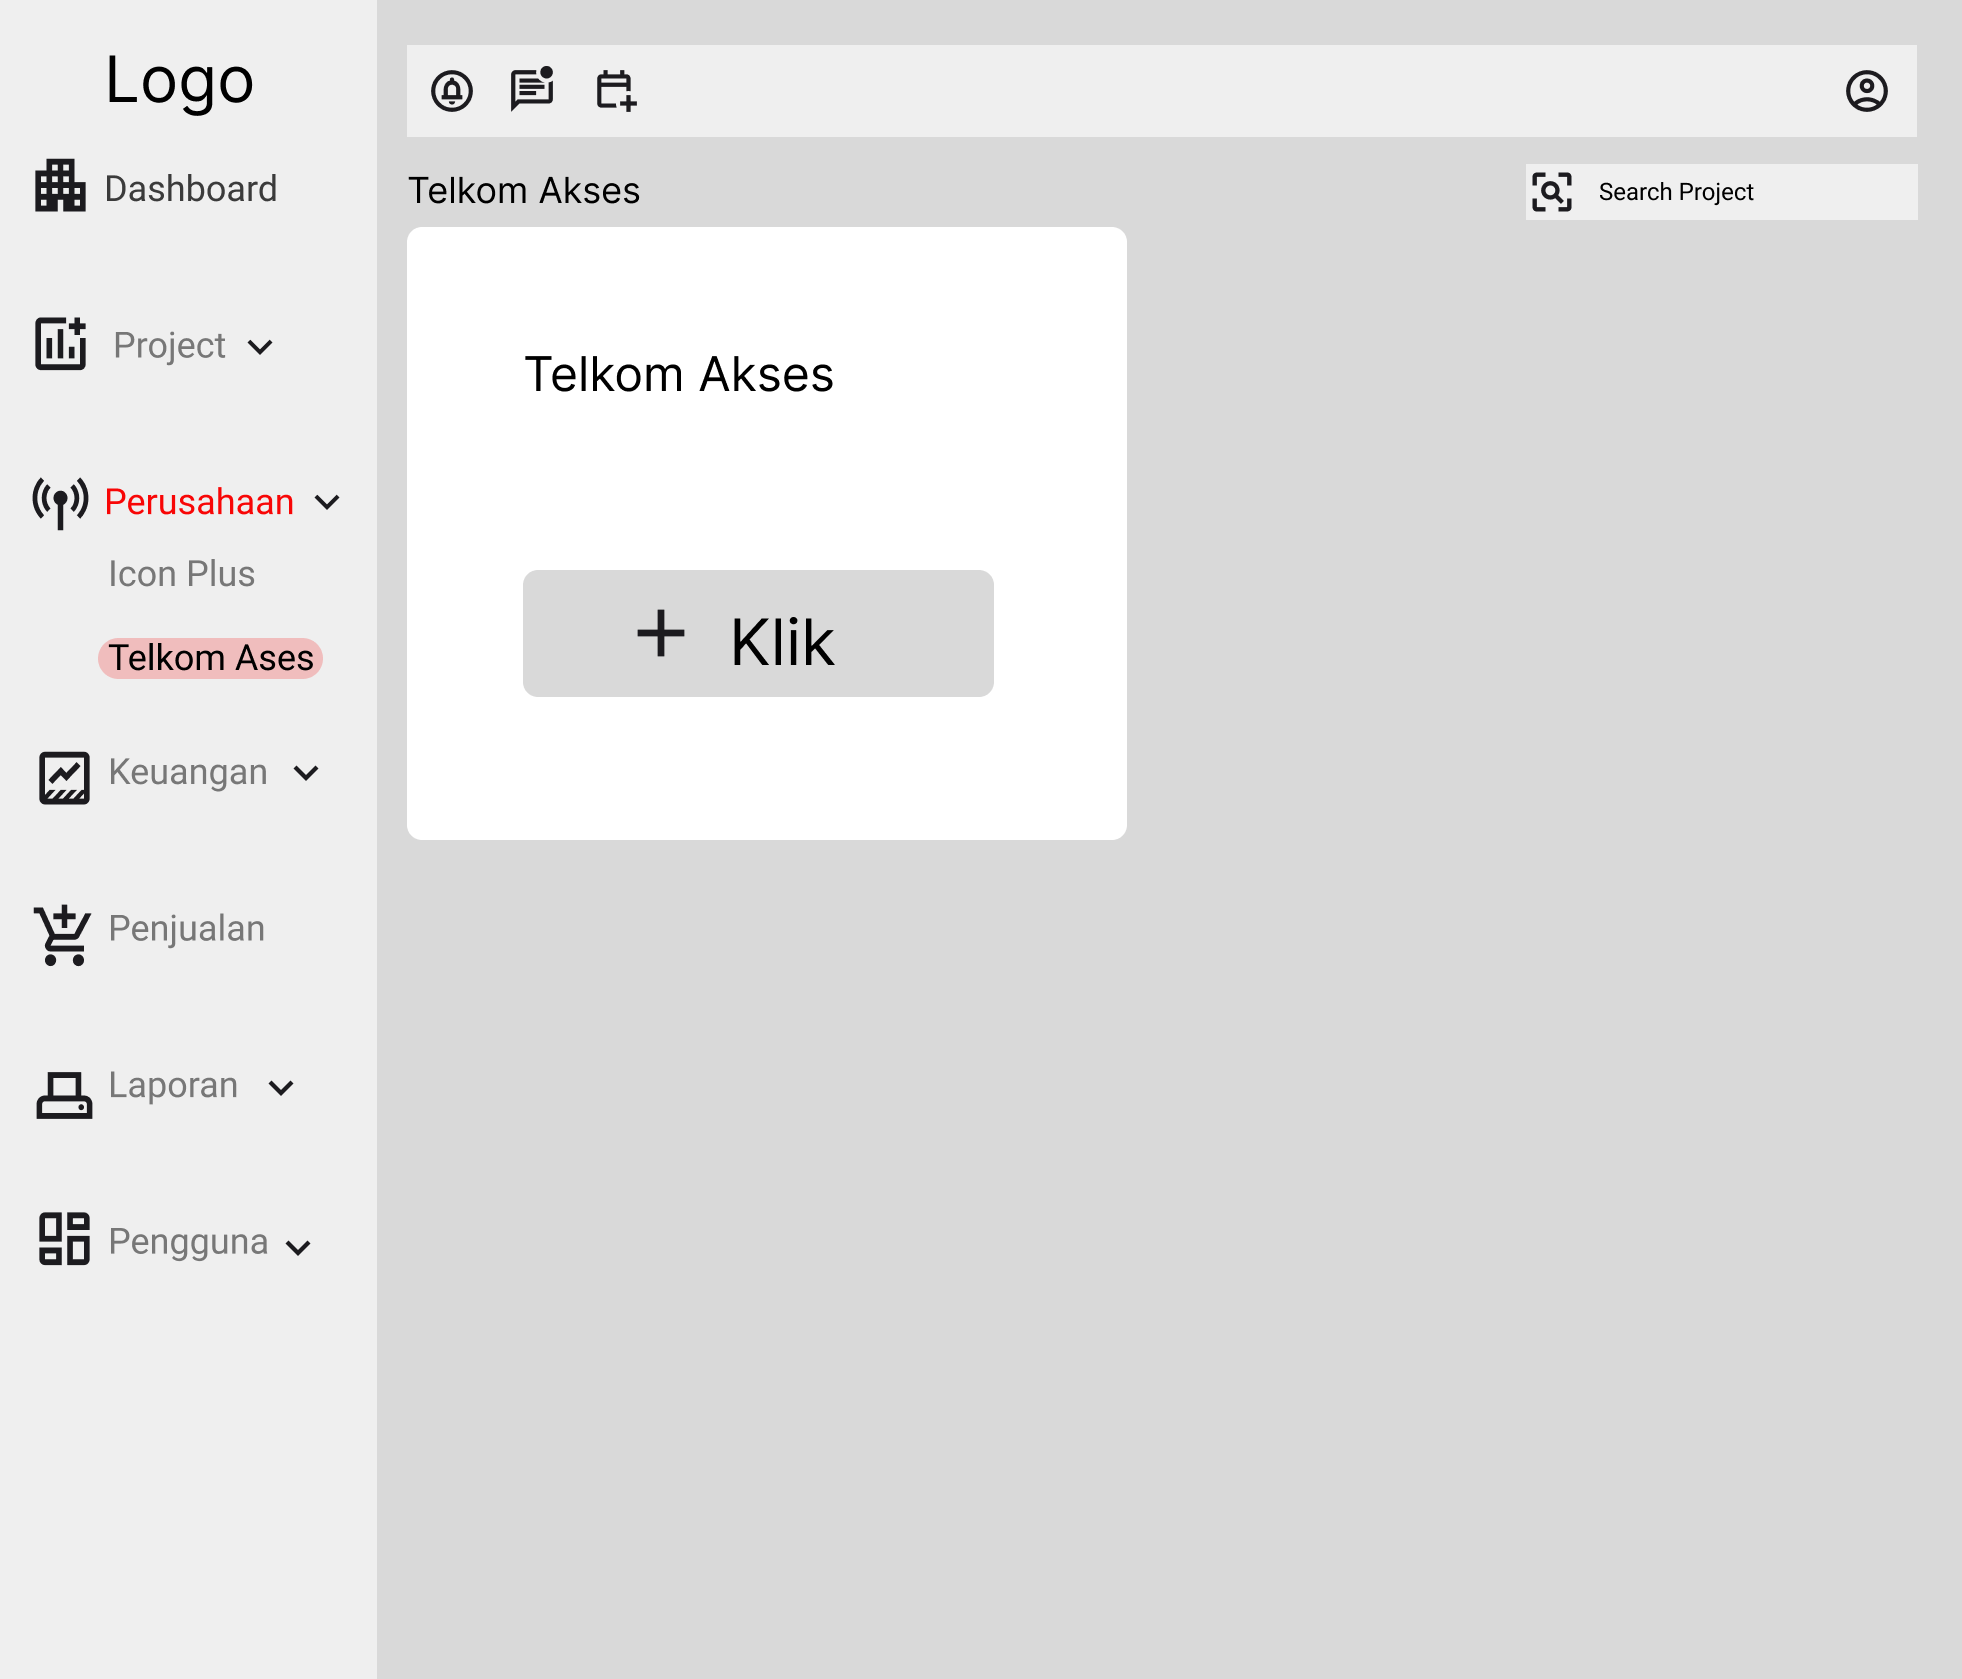 Logo
Dashboard
Project
Perusahaan
Icon Plus
Telkom Ases
Keuangan
Penjualan
Laporan
Pengguna
Telkom Akses
Search Project
Telkom Akses
+ Klik